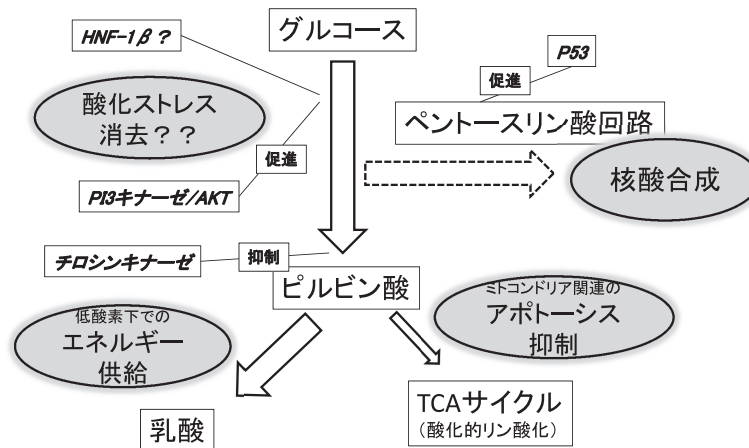 HNF-1β？
グルコース
P53
促進
酸化ストレス
消去？？
ペントースリン酸回路
促進
核酸合成
PI3キナーゼ/AKT
チロシンキナーゼ
抑制
ピルビン酸
ミトコンドリア関連の
アポトーシス
抑制
低酸素下での
エネルギー
供給
TCAサイクル
（酸化的リン酸化）
乳酸